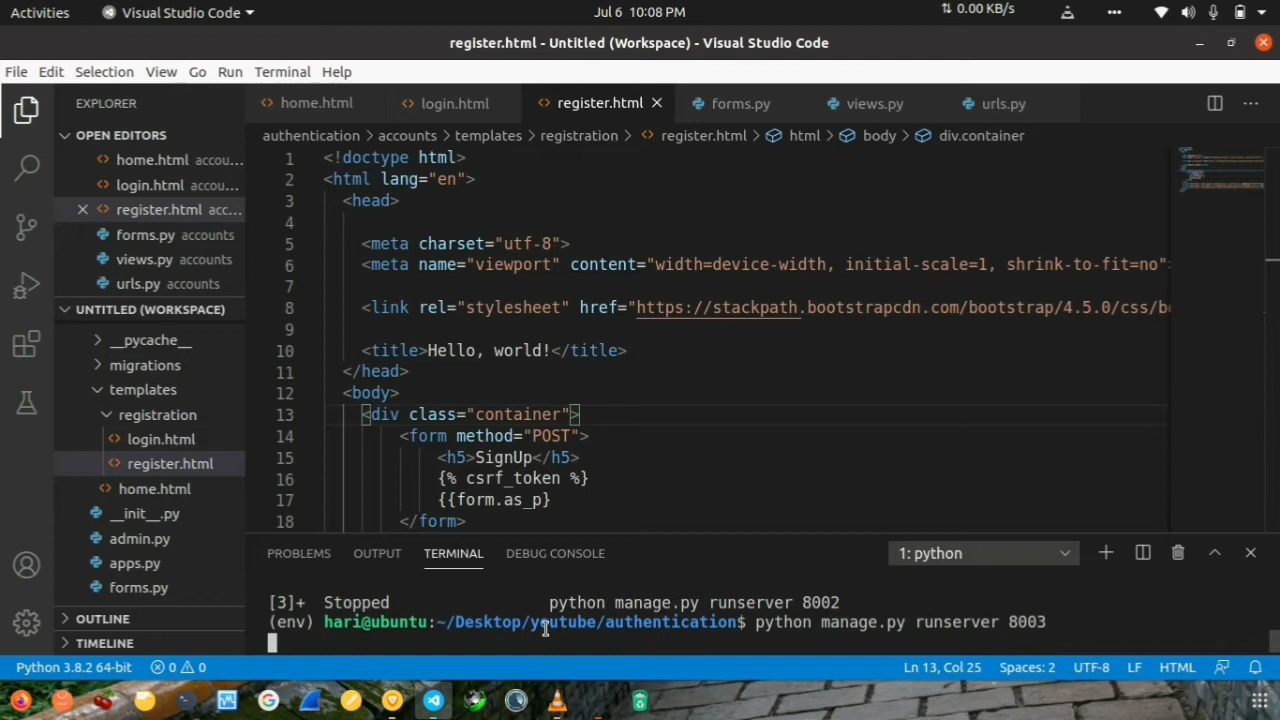 Activities Visual Studio Code Jul 6 10:08 PM 0.00 KB/s
register.html - Untitled (Workspace) - Visual Studio Code
File Edit Selection View Go Run Terminal Help
EXPLORER
OPEN EDITORS
home.html accou...
login.html accou...
register.html acc...
forms.py accounts
views.py accounts
urls.py accounts
UNTITLED (WORKSPACE)
__pycache__
migrations
templates
registration
login.html
register.html
home.html
__init__.py
admin.py
apps.py
forms.py
OUTLINE
TIMELINE
home.html login.html register.html forms.py views.py urls.py
authentication > accounts > templates > registration > register.html > html > body > div.container
1 <!doctype html>
2 <html lang="en">
3 <head>
4
5 <meta charset="utf-8">
6 <meta name="viewport" content="width=device-width, initial-scale=1, shrink-to-fit=no">
7
8 <link rel="stylesheet" href="https://stackpath.bootstrapcdn.com/bootstrap/4.5.0/css/bo
9
10 <title>Hello, world!</title>
11 </head>
12 <body>
13 <div class="container">
14 <form method="POST">
15 <h5>SignUp</h5>
16 {% csrf_token %}
17 {{form.as_p}
18 </form>
PROBLEMS OUTPUT TERMINAL DEBUG CONSOLE 1: python
[3]+ Stopped python manage.py runserver 8002
(env) hari@ubuntu:~/Desktop/youtube/authentication$ python manage.py runserver 8003
Python 3.8.2 64-bit 0 0 Ln 13, Col 25 Spaces: 2 UTF-8 LF HTML